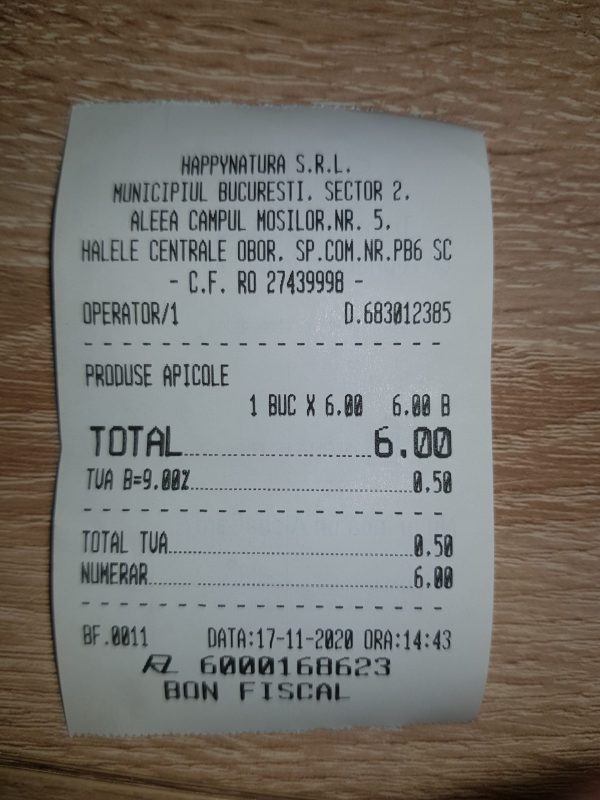 HAPPYNATURA S.R.L.
MUNICIPIUL BUCURESTI, SECTOR 2,
ALEEA CAMPUL MOSILOR,NR. 5,
HALELE CENTRALE OBOR, SP.COM.NR.PB6 SC
- C.F. RO 27439998 -
OPERATOR/1 D.683012385
PRODUSE APICOLE
1 BUC X 6.00 6.00 B
TOTAL 6.00
TVA B=9.00% 0.50
TOTAL TVA 0.50
NUMERAR 6.00
BF.0011 DATA:17-11-2020 ORA:14:43
6000168623
BON FISCAL